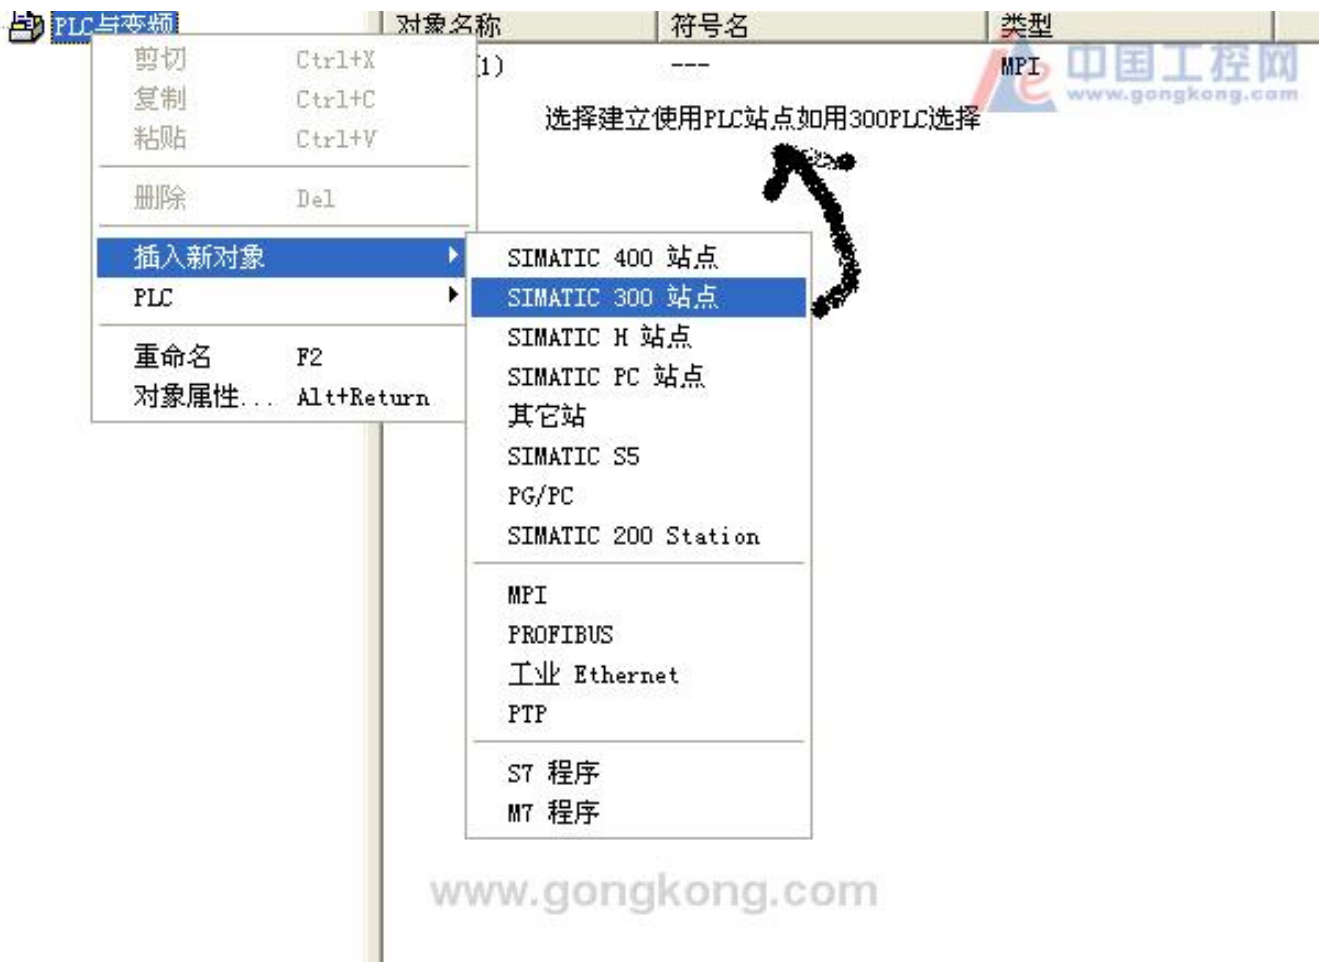 PLC与变频
对象名称 符号名 类型
(1) --- MPI
中国工控网
www.gongkong.com
选择建立使用PLC站点如用300PLC选择
剪切 Ctrl+X
复制 Ctrl+C
粘贴 Ctrl+V
删除 Del
插入新对象
PLC
重命名 F2
对象属性... Alt+Return
SIMATIC 400 站点
SIMATIC 300 站点
SIMATIC H 站点
SIMATIC PC 站点
其它站
SIMATIC S5
PG/PC
SIMATIC 200 Station
MPI
PROFIBUS
工业 Ethernet
PTP
S7 程序
M7 程序
www.gongkong.com